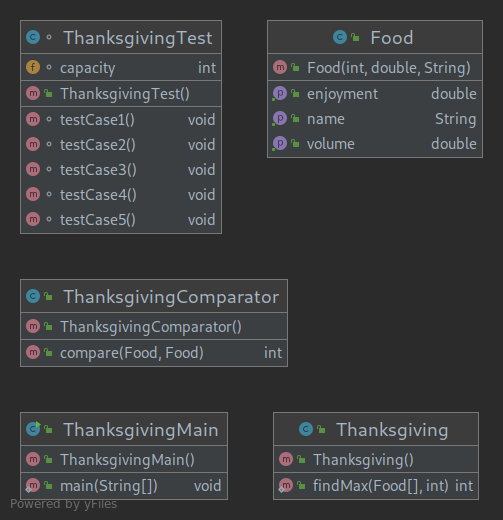 ThanksgivingTest
capacity int
ThanksgivingTest()
testCase1() void
testCase2() void
testCase3() void
testCase4() void
testCase5() void
Food
Food(int, double, String)
enjoyment double
name String
volume double
ThanksgivingComparator
ThanksgivingComparator()
compare(Food, Food) int
ThanksgivingMain
ThanksgivingMain()
main(String[]) void
Thanksgiving
Thanksgiving()
findMax(Food[], int) int
Powered by yFiles